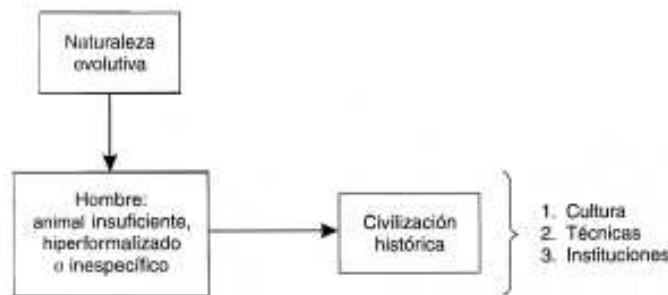 Naturaleza
evolutiva
Hombre:
animal insuficiente,
hiperformalizado
o inespecífico
Civilización
histórica
1. Cultura
2. Técnicas
3. Instituciones